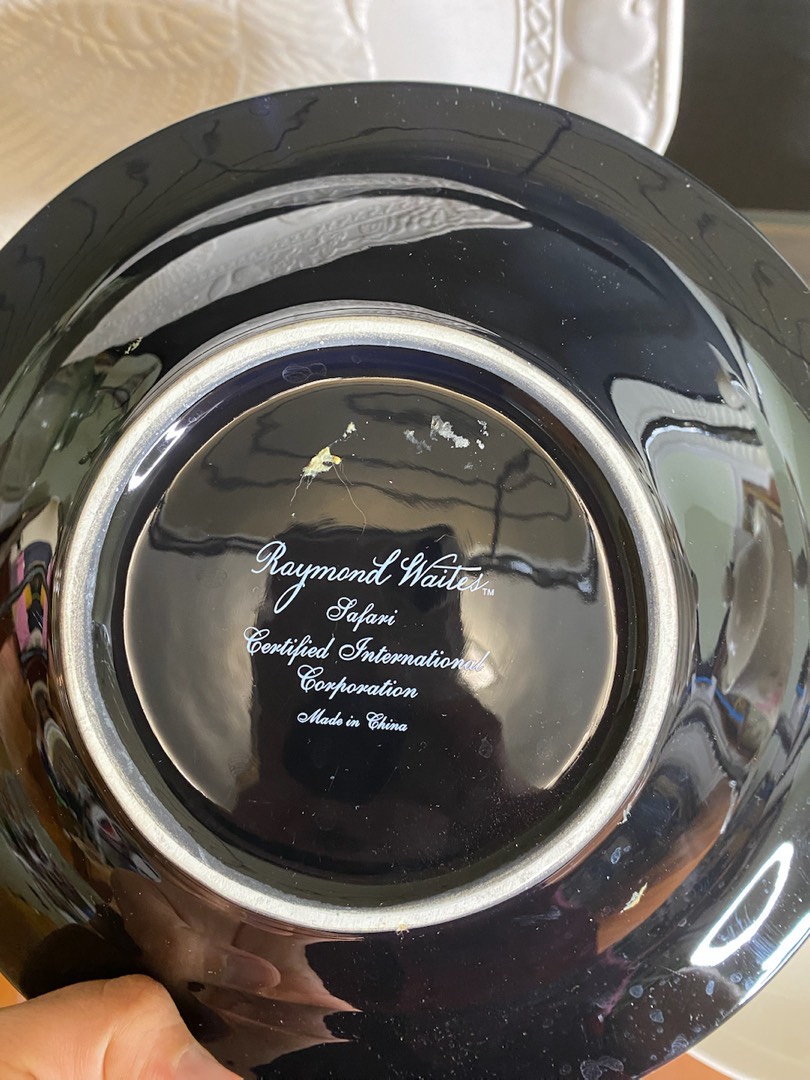 Raymond Waites™
Safari
Certified International
Corporation
Made in China